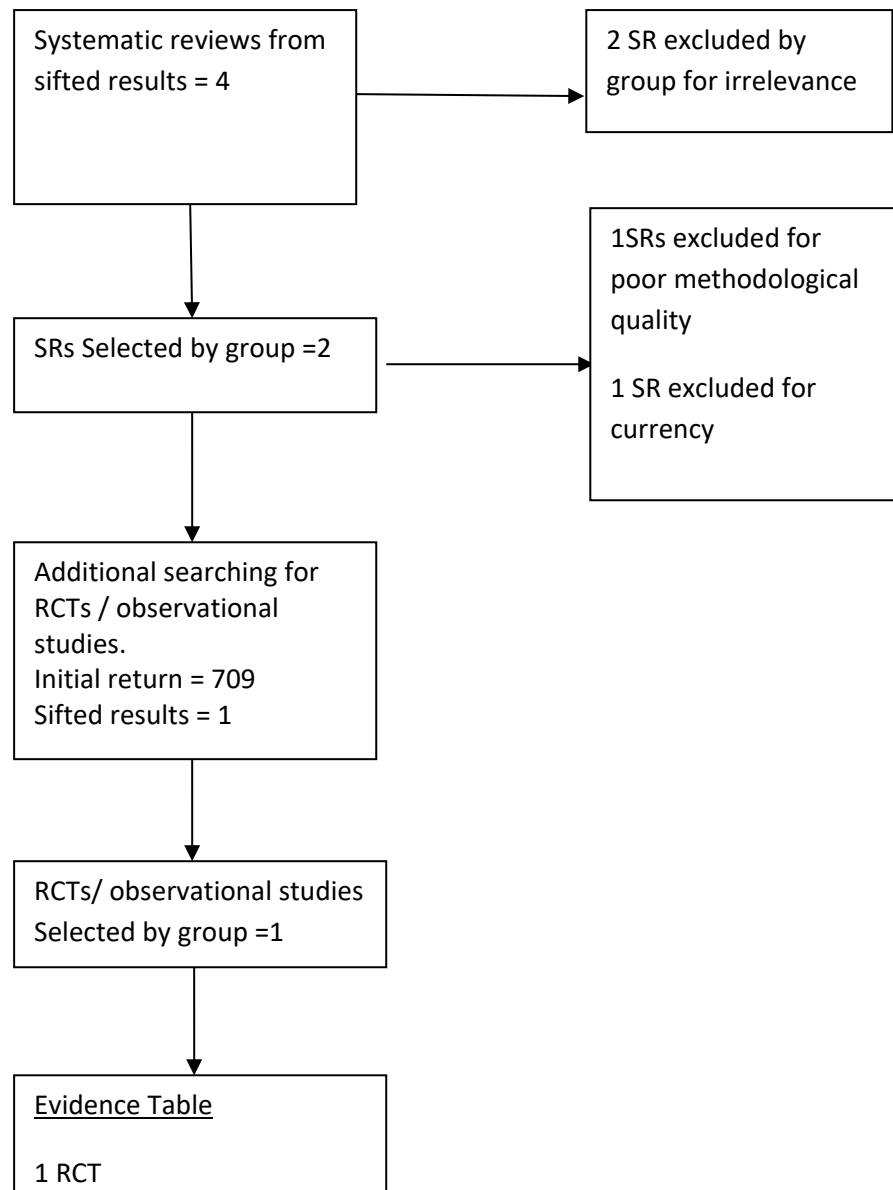 Systematic reviews from
sifted results = 4
2 SR excluded by
group for irrelevance
SRs Selected by group =2
1SRs excluded for
poor methodological
quality
1 SR excluded for
currency
Additional searching for
RCTs / observational
studies.
Initial return = 709
Sifted results = 1
RCTs/ observational studies
Selected by group =1
Evidence Table
1 RCT